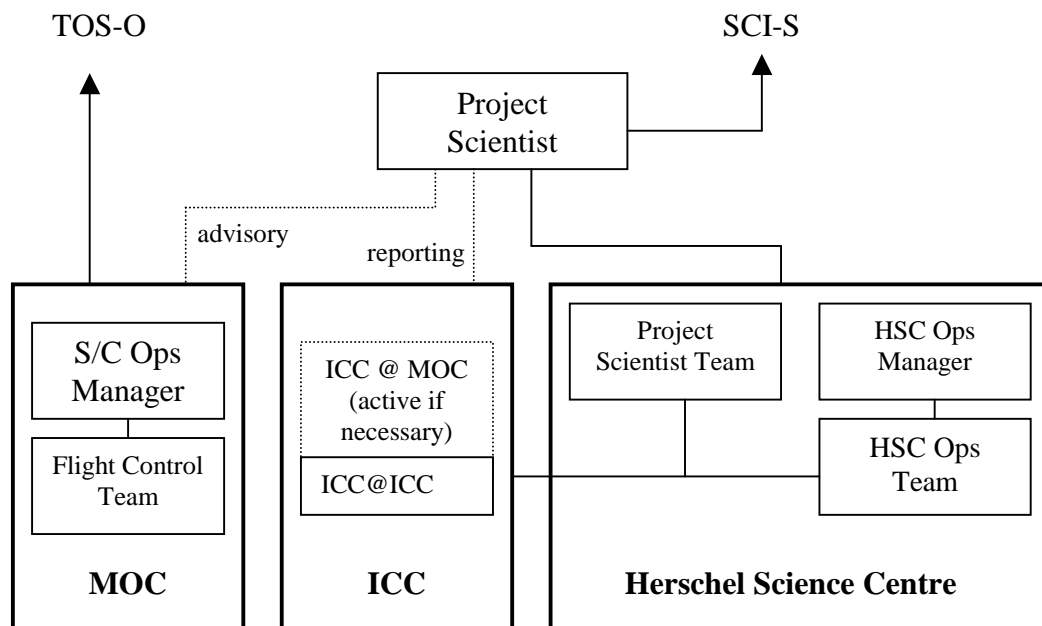 TOS-O
SCI-S
Project
Scientist
advisory
reporting
S/C Ops
Manager
Flight Control
Team
MOC
ICC @ MOC
(active if
necessary)
ICC@ICC
ICC
Project
Scientist Team
HSC Ops
Manager
HSC Ops
Team
Herschel Science Centre